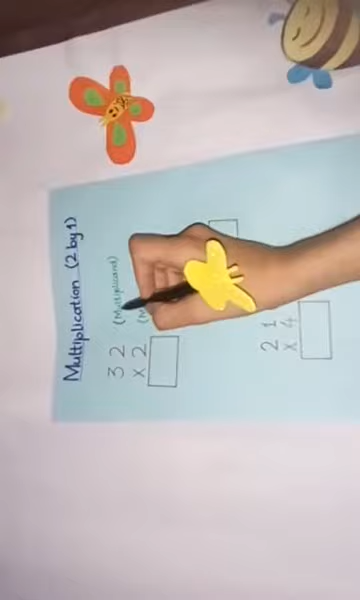 Multiplication (2 by 1)
3 2 (Multiplicand)
x 2
2 1
x 4